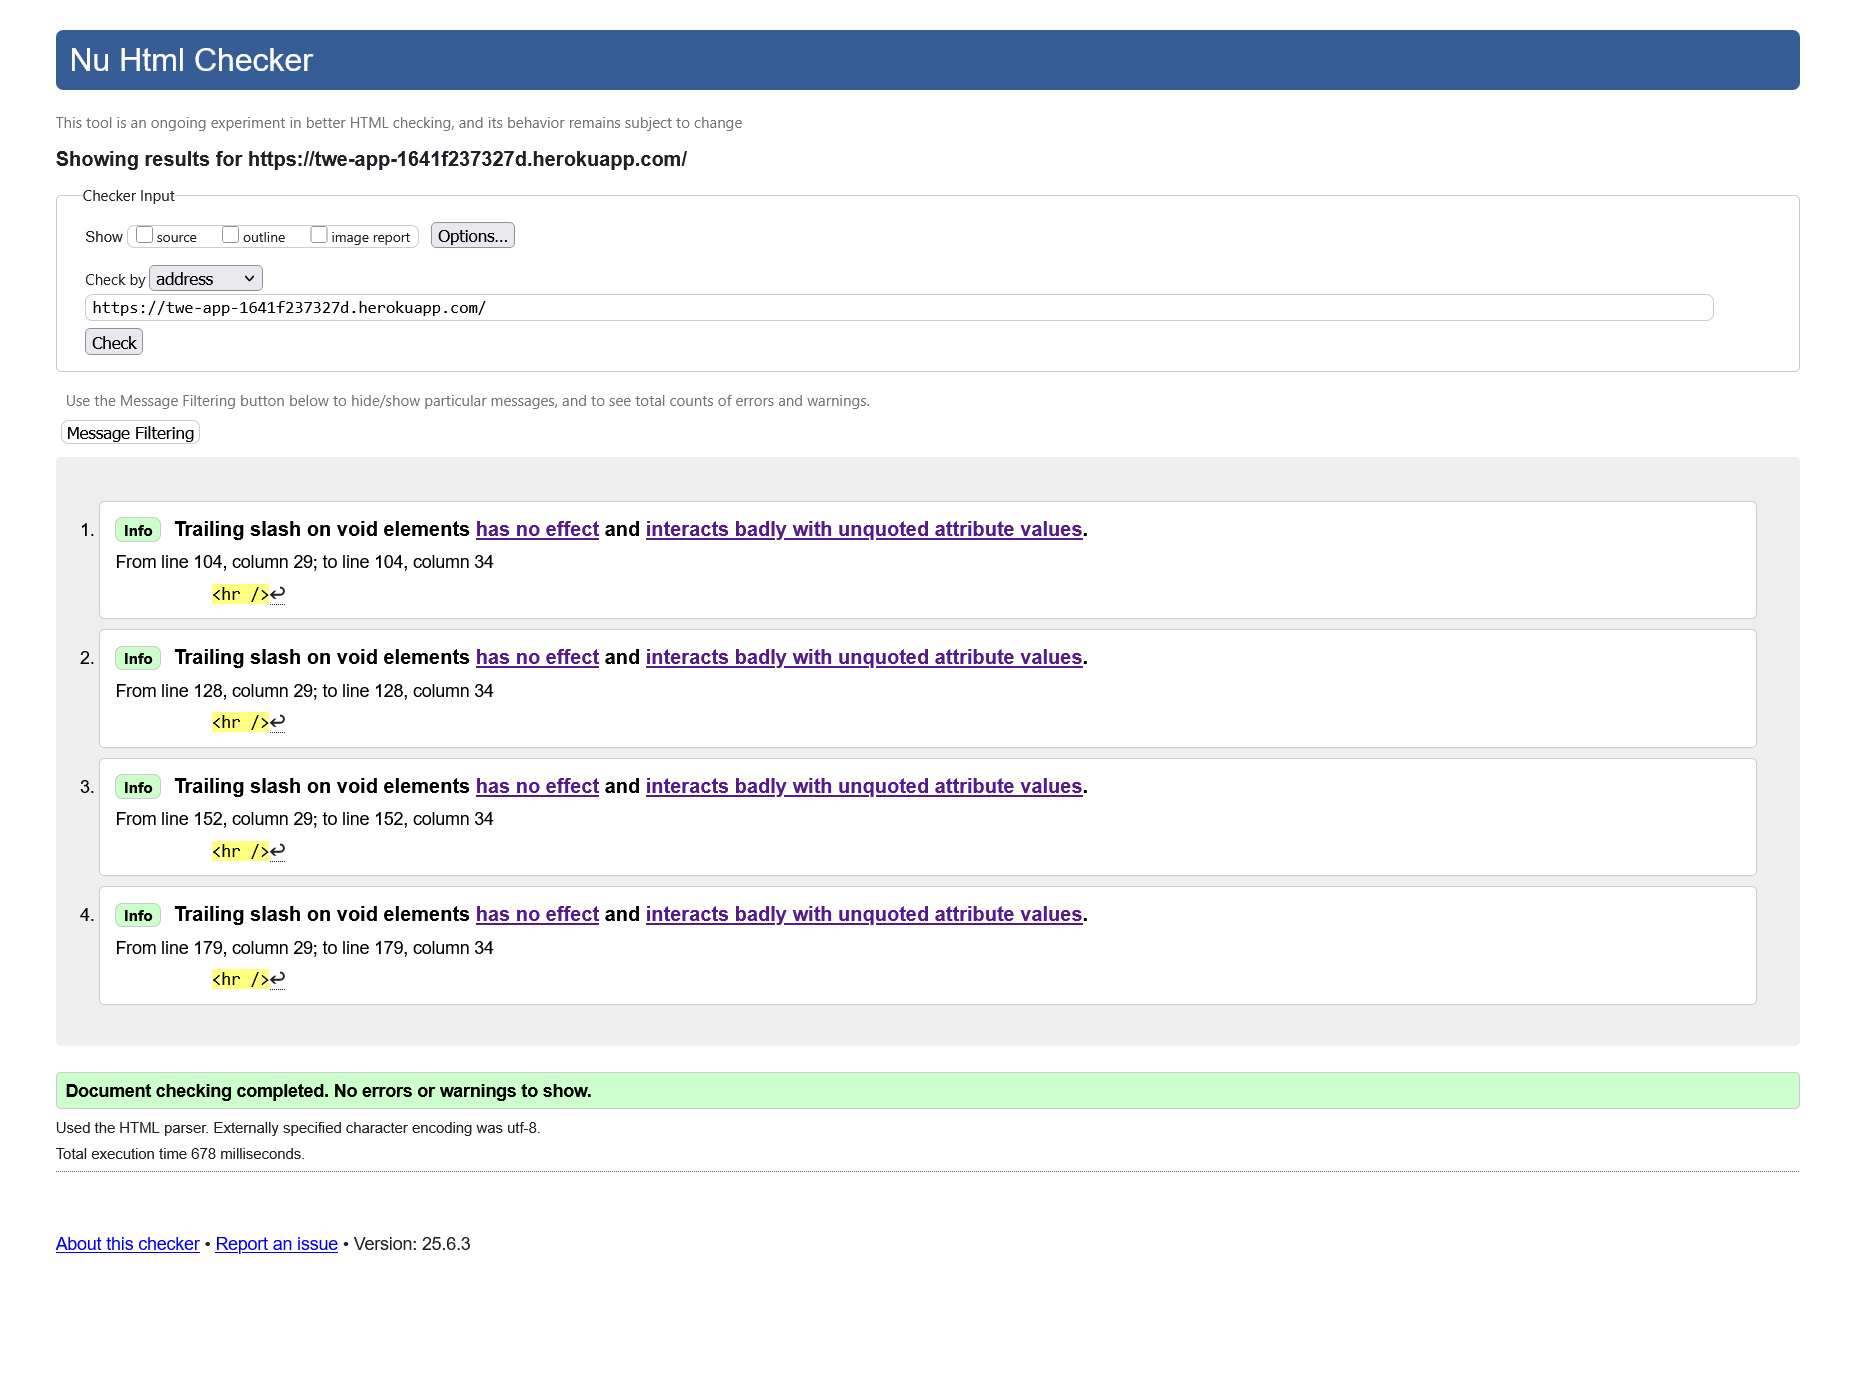 Nu Html Checker
This tool is an ongoing experiment in better HTML checking, and its behavior remains subject to change
Showing results for https://twe-app-1641f237327d.herokuapp.com/
Checker Input
Show source outline image report Options...
Check by address
https://twe-app-1641f237327d.herokuapp.com/
Check
Use the Message Filtering button below to hide/show particular messages, and to see total counts of errors and warnings.
Message Filtering
1. Info Trailing slash on void elements has no effect and interacts badly with unquoted attribute values.
From line 104, column 29; to line 104, column 34
<hr />↩
2. Info Trailing slash on void elements has no effect and interacts badly with unquoted attribute values.
From line 128, column 29; to line 128, column 34
<hr />↩
3. Info Trailing slash on void elements has no effect and interacts badly with unquoted attribute values.
From line 152, column 29; to line 152, column 34
<hr />↩
4. Info Trailing slash on void elements has no effect and interacts badly with unquoted attribute values.
From line 179, column 29; to line 179, column 34
<hr />↩
Document checking completed. No errors or warnings to show.
Used the HTML parser. Externally specified character encoding was utf-8.
Total execution time 678 milliseconds.
About this checker • Report an issue • Version: 25.6.3